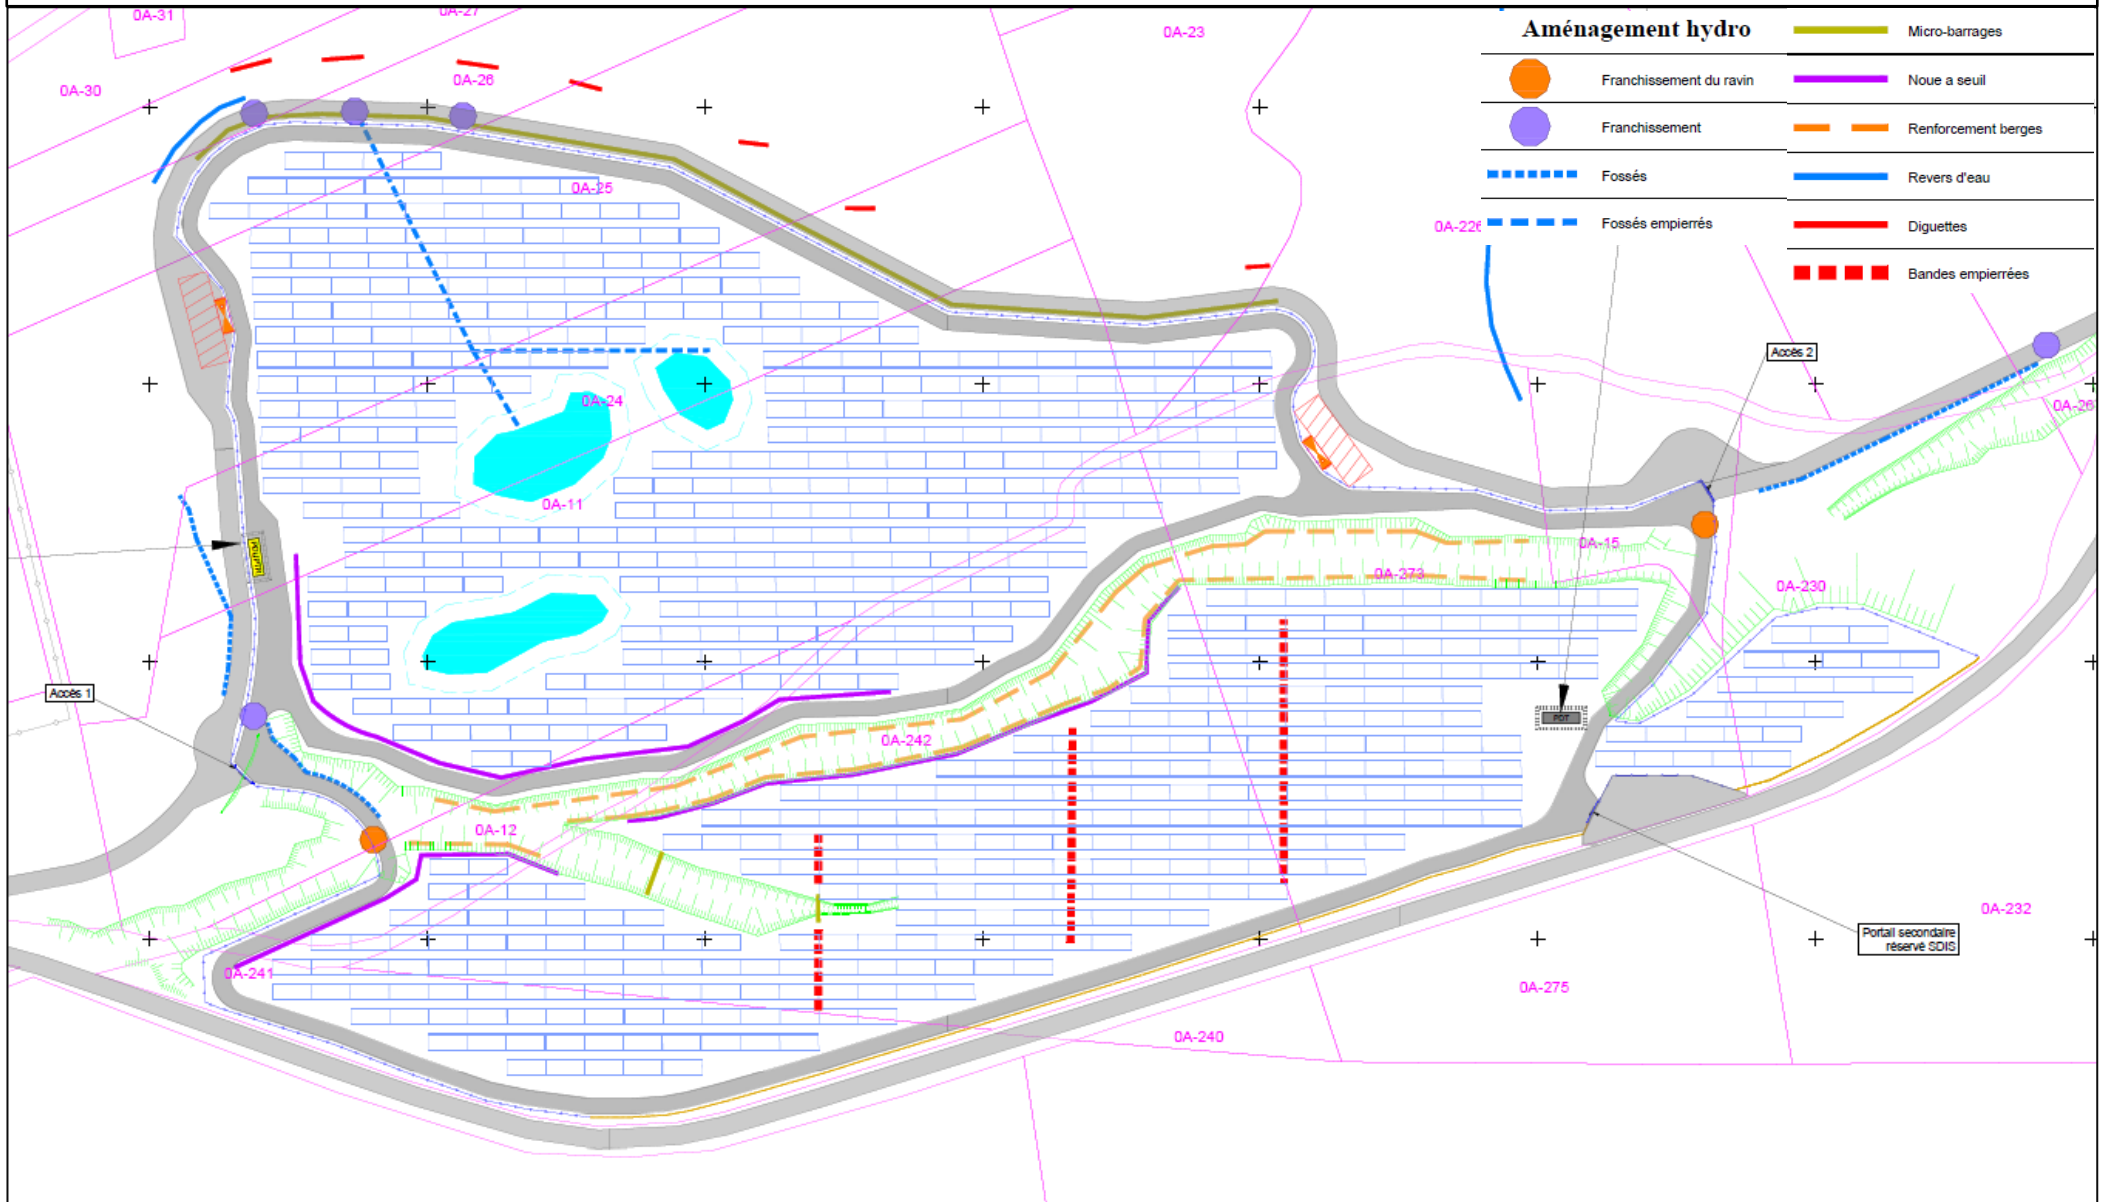 0A-31
0A-27
0A-23
0A-30
0A-26
0A-25
0A-226
Aménagement hydro
Franchissement du ravin
Franchissement
Fossés
Fossés empierrés
Micro-barrages
Noue a seuil
Renforcement berges
Revers d'eau
Diguettes
Bandes empierrées
Accès 2
0A-24
0A-11
0A-15
0A-273
0A-230
Accès 1
0A-242
PDT
0A-12
0A-232
Portail secondaire
réservé SDIS
0A-241
0A-275
0A-240